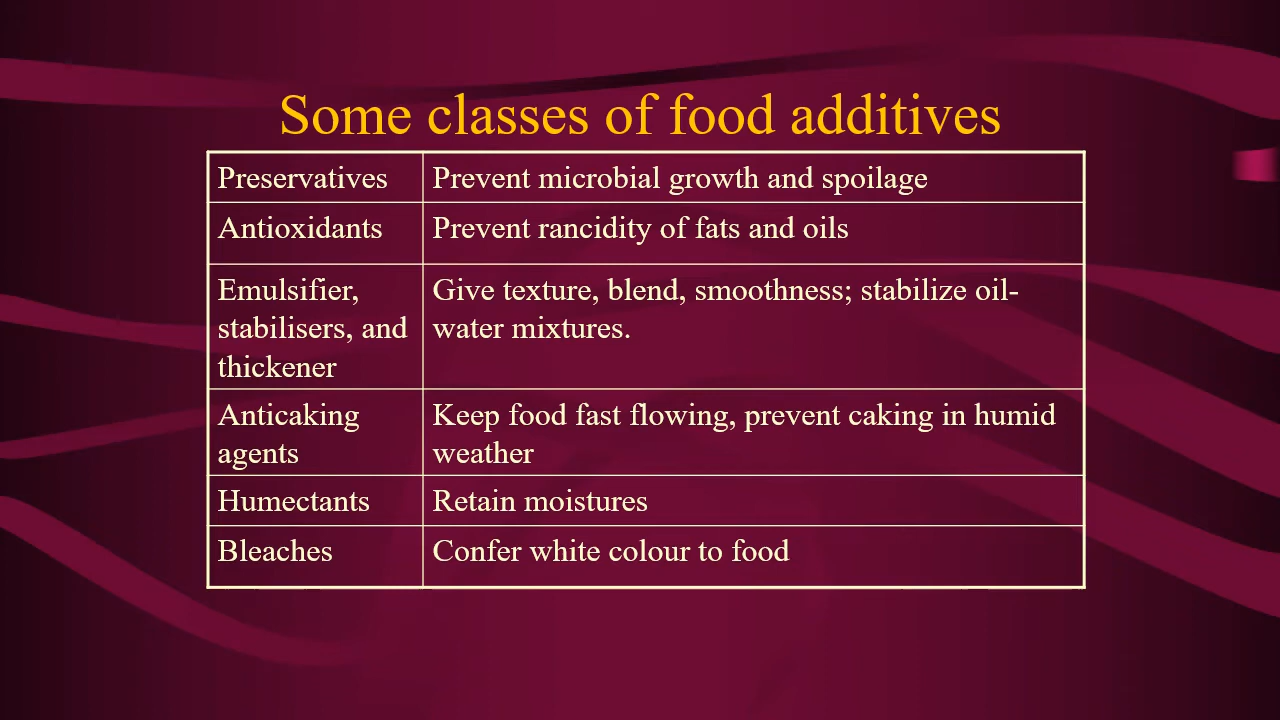 Some classes of food additives
Preservatives
Prevent microbial growth and spoilage
Antioxidants
Prevent rancidity of fats and oils
Emulsifier,
stabilisers, and
thickener
Give texture, blend, smoothness; stabilize oil-
water mixtures.
Anticaking
agents
Keep food fast flowing, prevent caking in humid
weather
Humectants
Retain moistures
Bleaches
Confer white colour to food